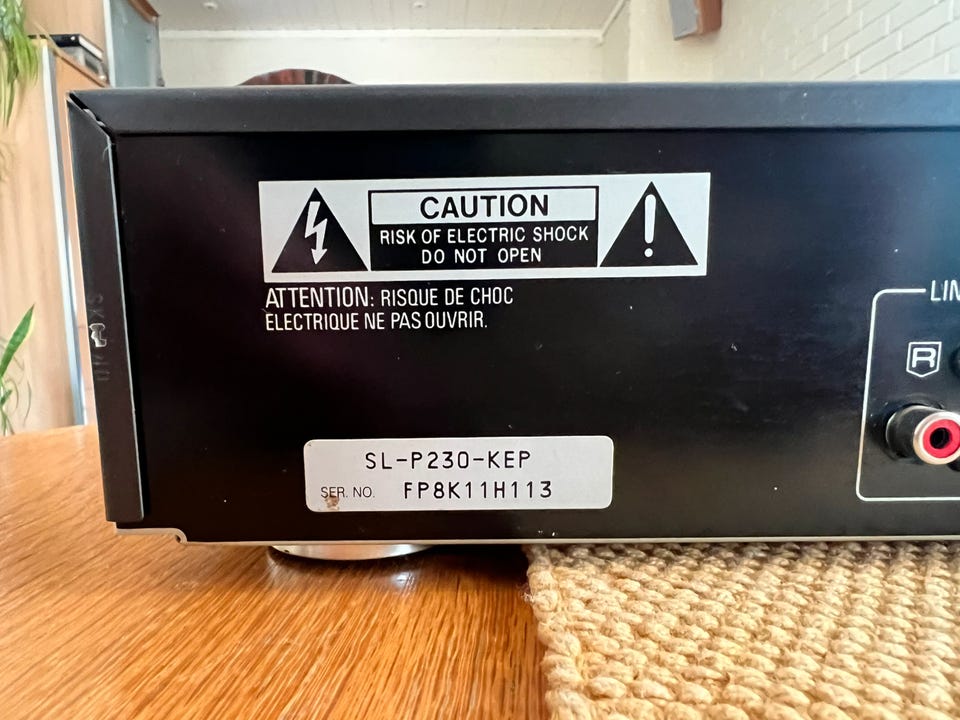 CAUTION
RISK OF ELECTRIC SHOCK
DO NOT OPEN
ATTENTION: RISQUE DE CHOC
ELECTRIQUE NE PAS OUVRIR.
LIN
R
SL-P230-KEP
SER. NO. FP8K11H113